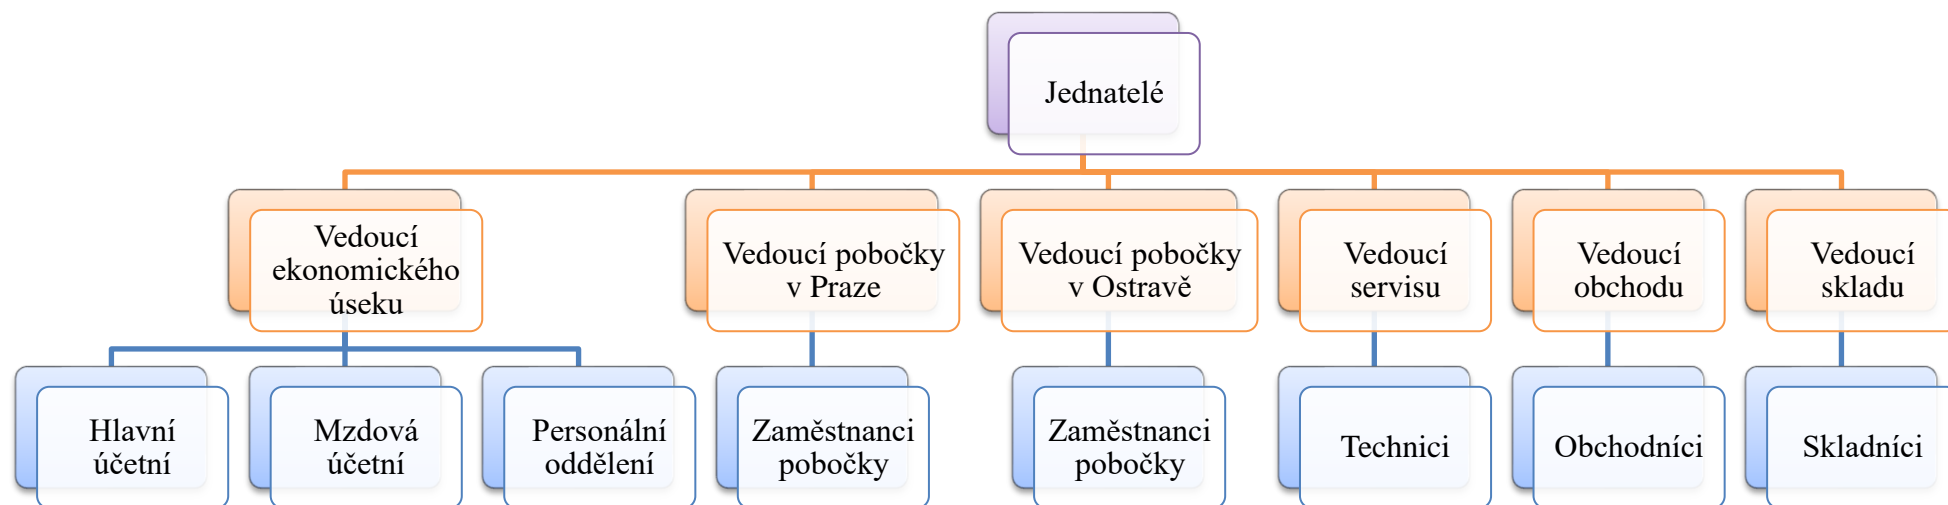 Jednatelé
Vedoucí
ekonomického
úseku
Vedoucí pobočky
v Praze
Vedoucí pobočky
v Ostravě
Vedoucí
servisu
Vedoucí
obchodu
Vedoucí
skladu
Hlavní
účetní
Mzdová
účetní
Personální
oddělení
Zaměstnanci
pobočky
Zaměstnanci
pobočky
Technici
Obchodníci
Skladníci